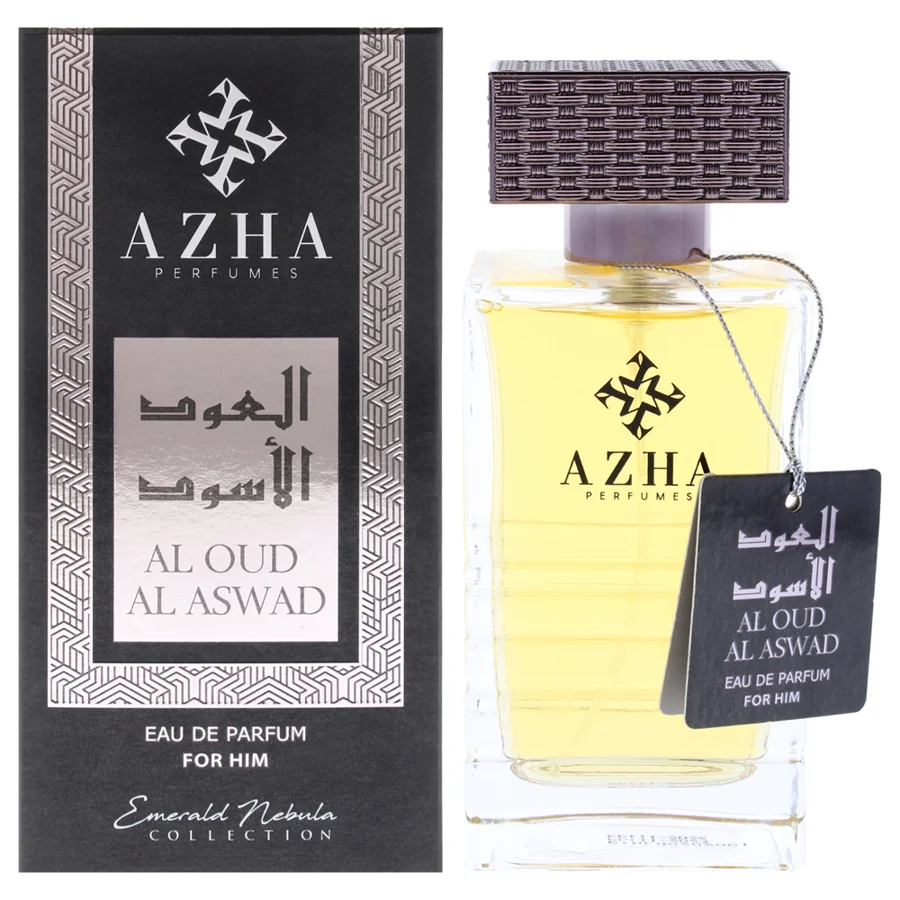 AZHA
PERFUMES
العود
الأسود
AL OUD
AL ASWAD
EAU DE PARFUM
FOR HIM
Emerald Nebula
COLLECTION
AZHA
PERFUMES
العود
الأسود
AL OUD
AL ASWAD
EAU DE PARFUM
FOR HIM